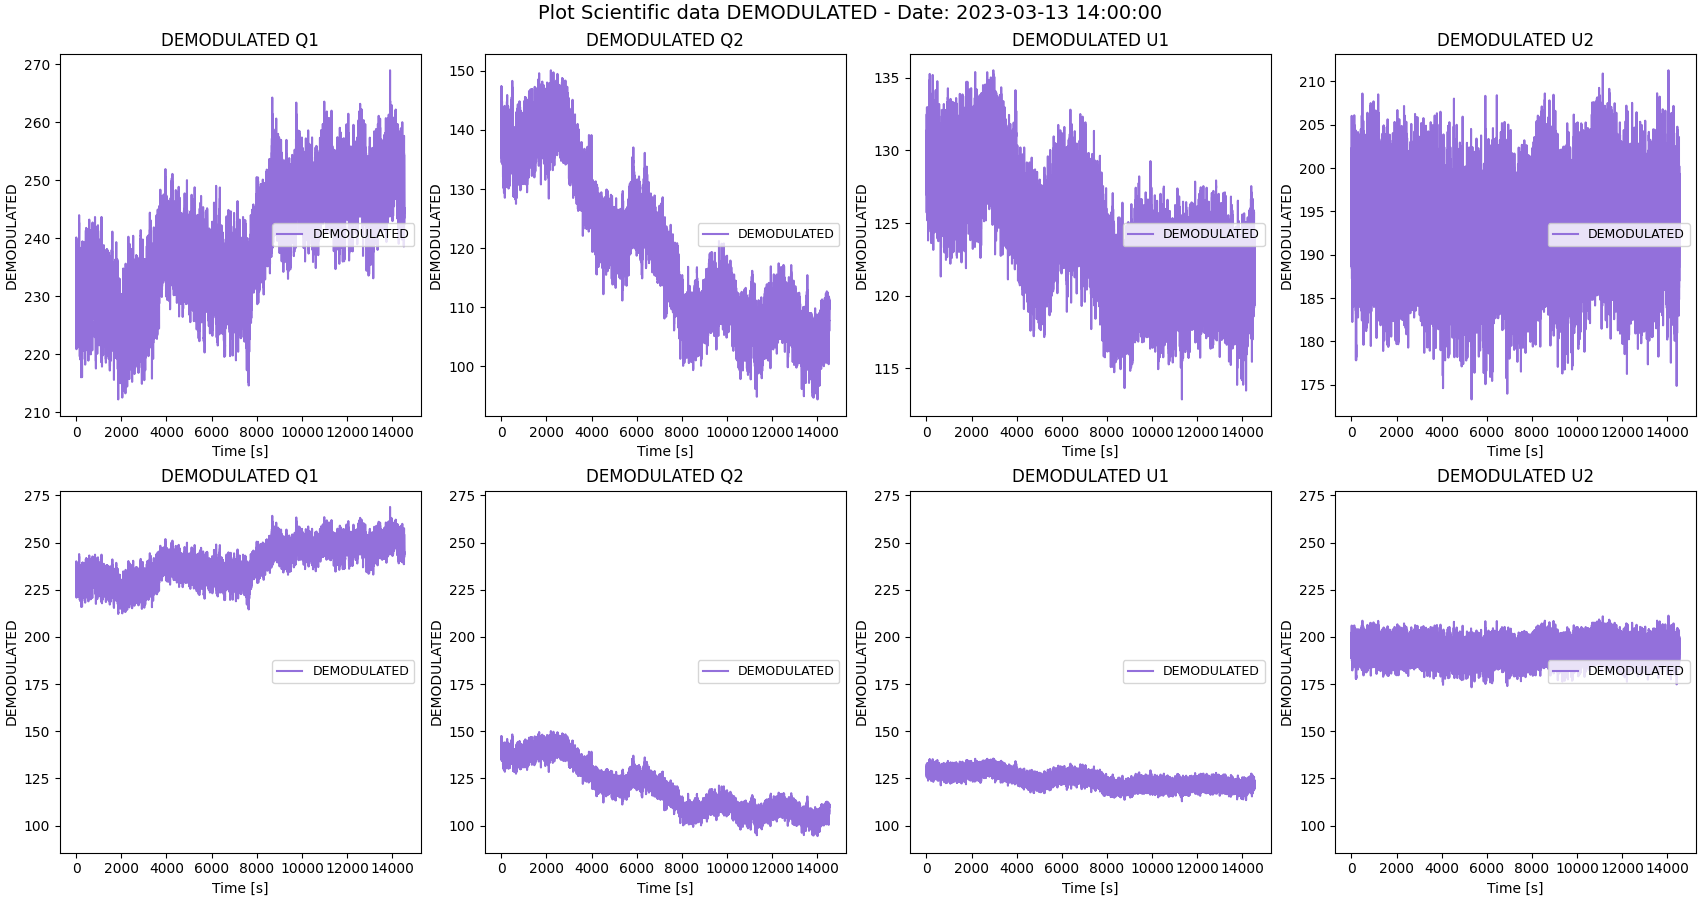 Plot Scientific data DEMODULATED - Date: 2023-03-13 14:00:00
DEMODULATED Q1
DEMODULATED Q2
DEMODULATED U1
DEMODULATED U2
270
260
250
240
230
220
210
DEMODULATED
DEMODULATED
0 2000 4000 6000 8000 10000 12000 14000
Time [s]
150
140
130
120
110
100
DEMODULATED
DEMODULATED
0 2000 4000 6000 8000 10000 12000 14000
Time [s]
135
130
125
120
115
DEMODULATED
DEMODULATED
0 2000 4000 6000 8000 10000 12000 14000
Time [s]
210
205
200
195
190
185
180
175
DEMODULATED
DEMODULATED
0 2000 4000 6000 8000 10000 12000 14000
Time [s]
DEMODULATED Q1
DEMODULATED Q2
DEMODULATED U1
DEMODULATED U2
275
250
225
200
175
150
125
100
DEMODULATED
DEMODULATED
0 2000 4000 6000 8000 10000 12000 14000
Time [s]
275
250
225
200
175
150
125
100
DEMODULATED
DEMODULATED
0 2000 4000 6000 8000 10000 12000 14000
Time [s]
275
250
225
200
175
150
125
100
DEMODULATED
DEMODULATED
0 2000 4000 6000 8000 10000 12000 14000
Time [s]
275
250
225
200
175
150
125
100
DEMODULATED
DEMODULATED
0 2000 4000 6000 8000 10000 12000 14000
Time [s]